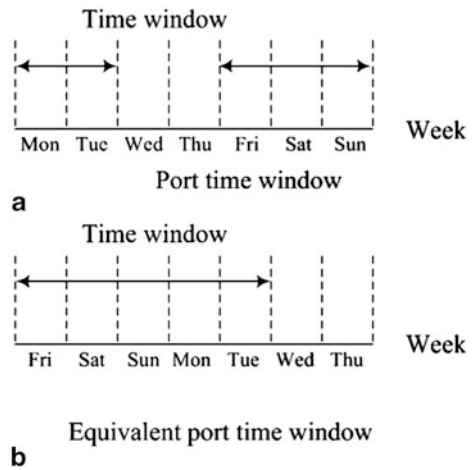 Time window
Week
Mon Tue Wed Thu Fri Sat Sun
Port time window
a
Time window
Week
Fri Sat Sun Mon Tue Wed Thu
Equivalent port time window
b